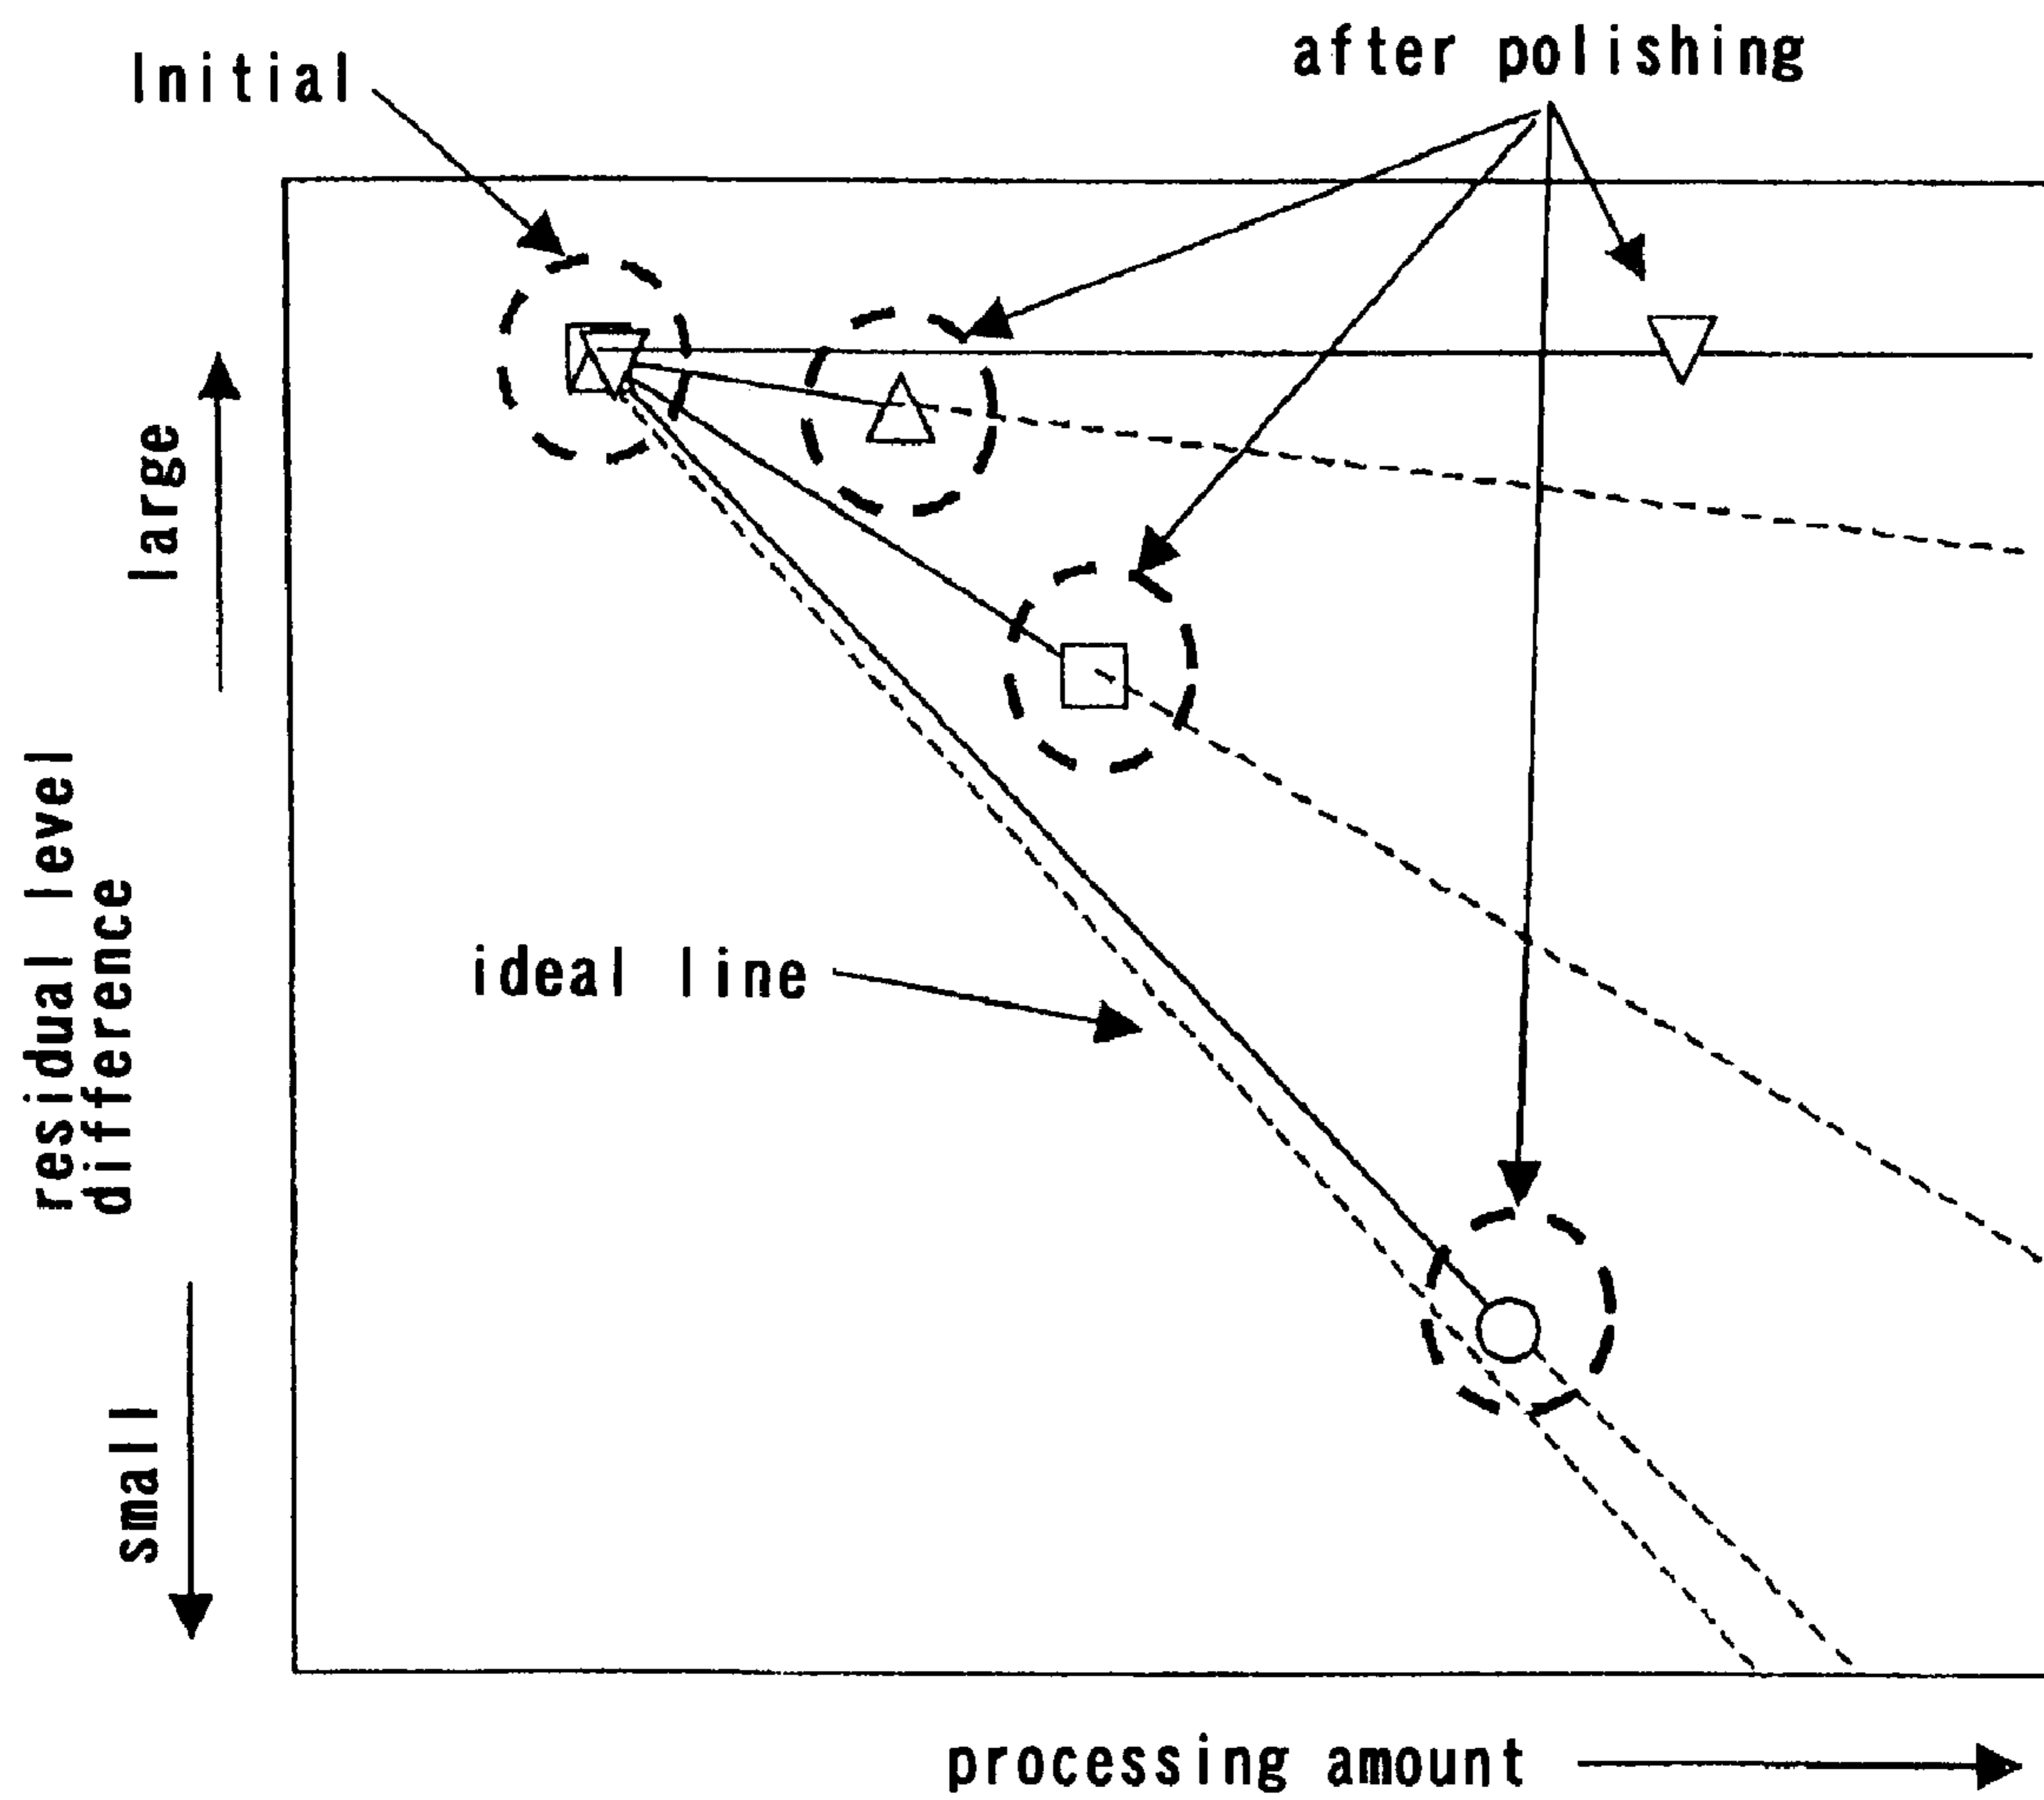 Initial
after polishing
large
residual level
difference
ideal line
small
processing amount